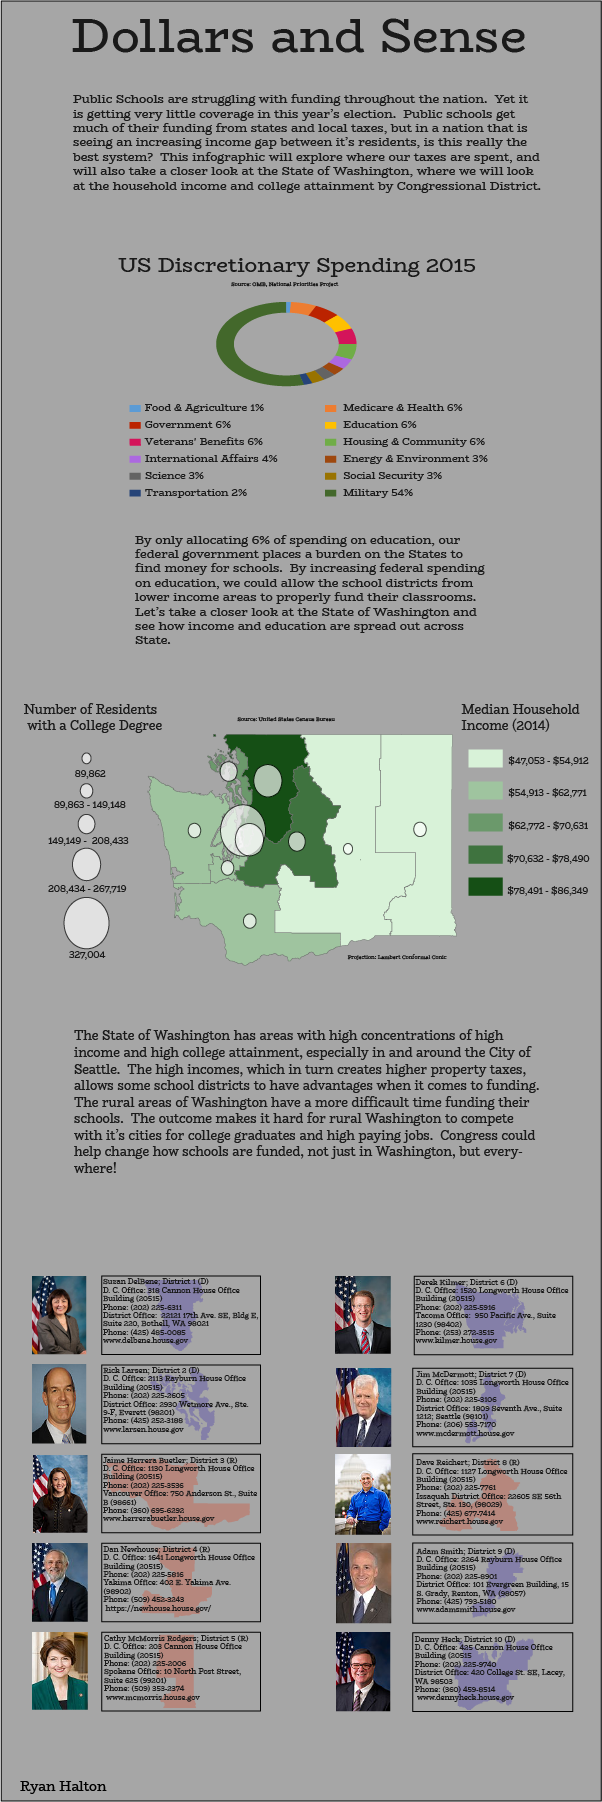 Dollars and Sense
Public Schools are struggling with funding throughout the nation.  Yet it
is getting very little coverage in this year's election.  Public schools get
much of their funding from states and local taxes, but in a nation that is
seeing an increasing income gap between it's residents, is this really the
best system?  This infographic will explore where our taxes are spent, and
will also take a closer look at the State of Washington, where we will look
at the household income and college attainment by Congressional District.
US Discretionary Spending 2015
Source: OMB, National Priorities Project
Food & Agriculture 1%
Medicare & Health 6%
Government 6%
Education 6%
Veterans' Benefits 6%
Housing & Community 6%
International Affairs 4%
Energy & Environment 3%
Science 3%
Social Security 3%
Transportation 2%
Military 54%
By only allocating 6% of spending on education, our
federal government places a burden on the States to
find money for schools.  By increasing federal spending
on education, we could allow the school districts from
lower income areas to properly fund their classrooms.
Let's take a closer look at the State of Washington and
see how income and education are spread out across
State.
Number of Residents
with a College Degree
89,862
89,863 - 149,148
149,149 -  208,433
208,434 - 267,719
327,004
Source: United States Census Bureau
Projection: Lambert Conformal Conic
Median Household
Income (2014)
$47,053 - $54,912
$54,913 - $62,771
$62,772 - $70,631
$70,632 - $78,490
$78,491 - $86,349
The State of Washington has areas with high concentrations of high
income and high college attainment, especially in and around the City of
Seattle.  The high incomes, which in turn creates higher property taxes,
allows some school districts to have advantages when it comes to funding.
The rural areas of Washington have a more difficault time funding their
schools.  The outcome makes it hard for rural Washington to compete
with it's cities for college graduates and high paying jobs.  Congress could
help change how schools are funded, not just in Washington, but every-
where!
Suzan DelBene; District 1 (D)
D. C. Office: 318 Cannon House Office
Building (20515)
Phone: (202) 225-6311
District Office:  22121 17th Ave. SE, Bldg E,
Suite 220, Bothell, WA 98021
Phone: (425) 485-0085
www.delbene.house.gov
Derek Kilmer; District 6 (D)
D. C. Office: 1520 Longworth House Office
Building (20515)
Phone: (202) 225-5916
Tacoma Office:  950 Pacific Ave., Suite
1230 (98402)
Phone: (253) 272-3515
www.kilmer.house.gov
Rick Larsen; District 2 (D)
D. C. Office: 2113 Rayburn House Office
Building (20515)
Phone: (202) 225-2605
District Office: 2930 Wetmore Ave., Ste.
9-F, Everett (98201)
Phone: (425) 252-3188
www.larsen.house.gov
Jim McDermott; District 7 (D)
D. C. Office: 1035 Longworth House Office
Building (20515)
Phone: (202) 225-3106
District Office: 1809 Seventh Ave., Suite
1212; Seattle (98101)
Phone: (206) 553-7170
www.mcdermott.house.gov
Jaime Herrera Buetler; District 3 (R)
D. C. Office: 1130 Longworth House Office
Building (20515)
Phone: (202) 225-3536
Vancouver Office: 750 Anderson St., Suite
B (98661)
Phone: (360) 695-6292
www.herrerabuetler.house.gov
Dave Reichert; District 8 (R)
D. C. Office: 1127 Longworth House Office
Building (20515)
Phone: (202) 225-7761
Issaquah District Office: 22605 SE 56th
Street, Ste. 130, (98029)
Phone: (425) 677-7414
www.reichert.house.gov
Dan Newhouse; District 4 (R)
D. C. Office: 1641 Longworth House Office
Building (20515)
Phone: (202) 225-5816
Yakima Office: 402 E. Yakima Ave.
(98902)
Phone: (509) 452-3243
https://newhouse.house.gov/
Adam Smith; District 9 (D)
D. C. Office: 2264 Rayburn House Office
Building (20515)
Phone: (202) 225-8901
District Office: 101 Evergreen Building, 15
S. Grady, Renton, WA (98057)
Phone: (425) 793-5180
www.adamsmith.house.gov
Cathy McMorris Rodgers; District 5 (R)
D. C. Office: 203 Cannon House Office
Building (20515)
Phone: (202) 225-2006
Spokane Office: 10 North Post Street,
Suite 625 (99201)
Phone: (509) 353-2374
www.mcmorris.house.gov
Denny Heck; District 10 (D)
D. C. Office: 425 Cannon House Office
Building (20515
Phone: (202) 225-9740
District Office: 420 College St. SE, Lacey,
WA 98503
Phone: (360) 459-8514
www.dennyheck.house.gov
Ryan Halton